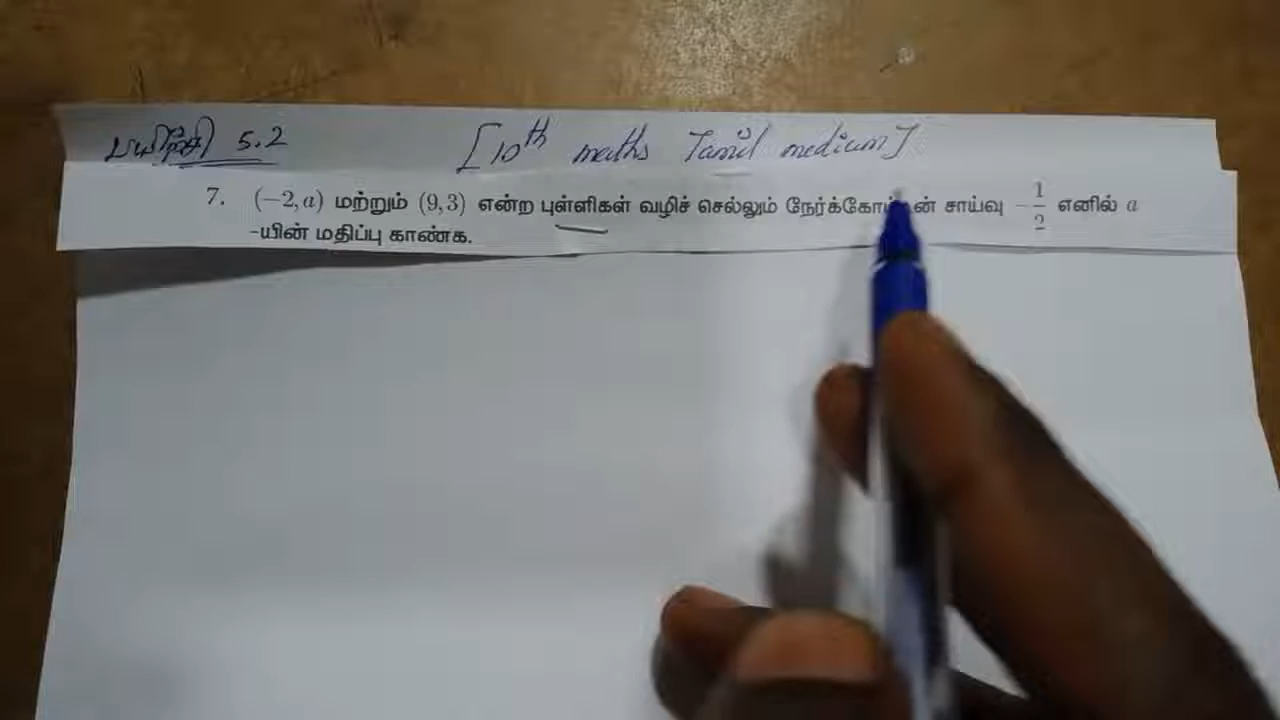 பயிற்சி 5.2 [10th maths Tamil medium]
7. (−2, a) மற்றும் (9, 3) என்ற புள்ளிகள் வழிச் செல்லும் சாய்வு −1/2 எனில் a
-யின் மதிப்பு காண்க.